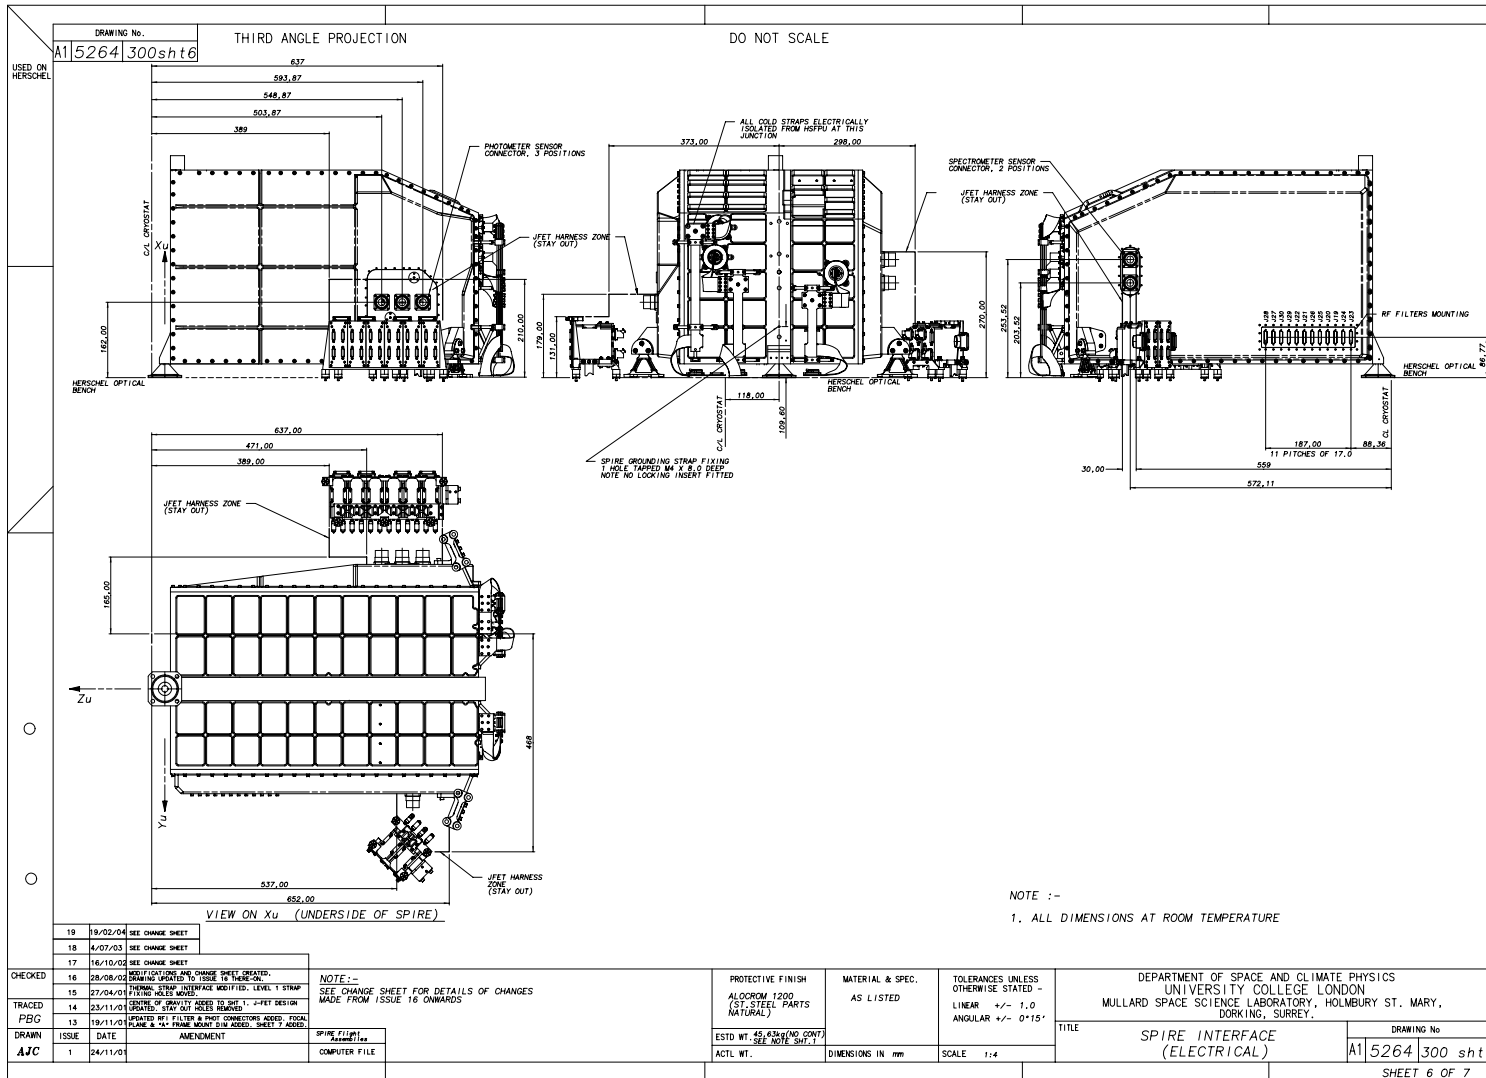 DRAWING No.
A1 5264 300sht6
THIRD ANGLE PROJECTION
DO NOT SCALE
USED ON
HERSCHEL
637
593,87
548,87
503,87
389
PHOTOMETER SENSOR
CONNECTOR, 3 POSITIONS
JFET HARNESS ZONE
(STAY OUT)
C/L CRYOSTAT
Xu
162,00
210,00
HERSCHEL OPTICAL
BENCH
ALL COLD STRAPS ELECTRICALLY
ISOLATED FROM HSFPU AT THIS
JUNCTION
373,00
298,00
179,00
131,00
270,00
HERSCHEL OPTICAL
BENCH
118,00
C/L CRYOSTAT
109,60
SPIRE GROUNDING STRAP FIXING
1 HOLE TAPPED M4 X 8.0 DEEP
NOTE NO LOCKING INSERT FITTED
SPECTROMETER SENSOR
CONNECTOR, 2 POSITIONS
JFET HARNESS ZONE
(STAY OUT)
253,52
203,52
J28
J27
J30
J29
J22
J21
J26
J25
J20
J19
J24
J23
RF FILTERS MOUNTING
86,77
HERSCHEL OPTICAL
BENCH
CL CRYOSTAT
187,00
88,36
11 PITCHES OF 17.0
30,00
559
572,11
637,00
471,00
389,00
JFET HARNESS ZONE
(STAY OUT)
165,00
Zu
Yu
468
JFET HARNESS
ZONE
(STAY OUT)
537,00
652,00
VIEW ON Xu (UNDERSIDE OF SPIRE)
NOTE :-
1. ALL DIMENSIONS AT ROOM TEMPERATURE
19 19/02/04 SEE CHANGE SHEET
18 4/07/03 SEE CHANGE SHEET
17 16/10/02 SEE CHANGE SHEET
16 28/08/02 MODIFICATIONS AND CHANGE SHEET CREATED.
DRAWING UPDATED TO ISSUE 16 THERE-ON.
15 27/04/01 THERMAL STRAP INTERFACE MODIFIED. LEVEL 1 STRAP
FIXING HOLES MOVED.
14 23/11/01 CENTRE OF GRAVITY ADDED TO SHT 1. J-FET DESIGN
UPDATED. STAY OUT HOLES REMOVED
13 19/11/01 UPDATED RFI FILTER & PHOT CONNECTORS ADDED. FOCAL
PLANE & "A" FRAME MOUNT DIM ADDED. SHEET 7 ADDED.
ISSUE DATE AMENDMENT
1 24/11/01
CHECKED
TRACED
PBG
DRAWN
AJC
NOTE:-
SEE CHANGE SHEET FOR DETAILS OF CHANGES
MADE FROM ISSUE 16 ONWARDS
SPIRE Flight
Assemblies
COMPUTER FILE
PROTECTIVE FINISH
ALOCROM 1200
(ST.STEEL PARTS
NATURAL)
ESTD WT. 45,63kg(NO CONT)
SEE NOTE SHT.1
ACTL WT.
MATERIAL & SPEC.
AS LISTED
DIMENSIONS IN mm
TOLERANCES UNLESS
OTHERWISE STATED -
LINEAR +/- 1.0
ANGULAR +/- 0°15'
SCALE 1:4
DEPARTMENT OF SPACE AND CLIMATE PHYSICS
UNIVERSITY COLLEGE LONDON
MULLARD SPACE SCIENCE LABORATORY, HOLMBURY ST. MARY,
DORKING, SURREY.
TITLE
SPIRE INTERFACE
(ELECTRICAL)
DRAWING No
A1 5264 300 sht
SHEET 6 OF 7